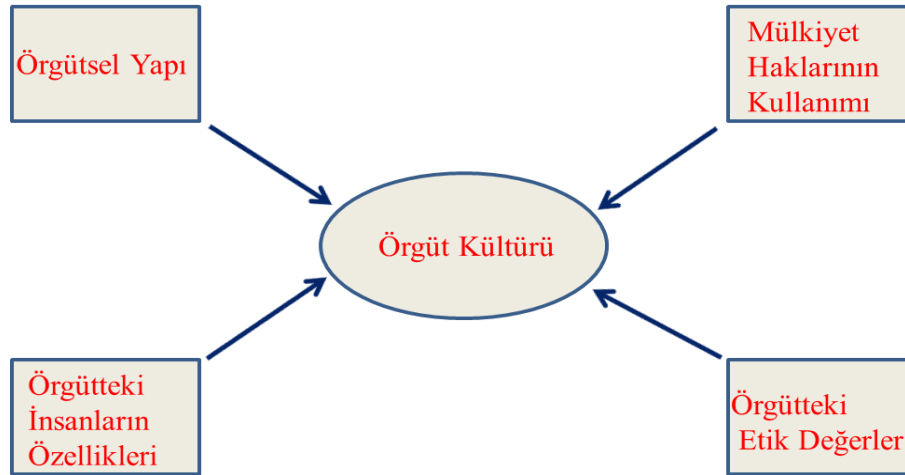 Örgütsel Yapı
Mülkiyet
Haklarının
Kullanımı
Örgüt Kültürü
Örgütteki
İnsanların
Özellikleri
Örgütteki
Etik Değerler